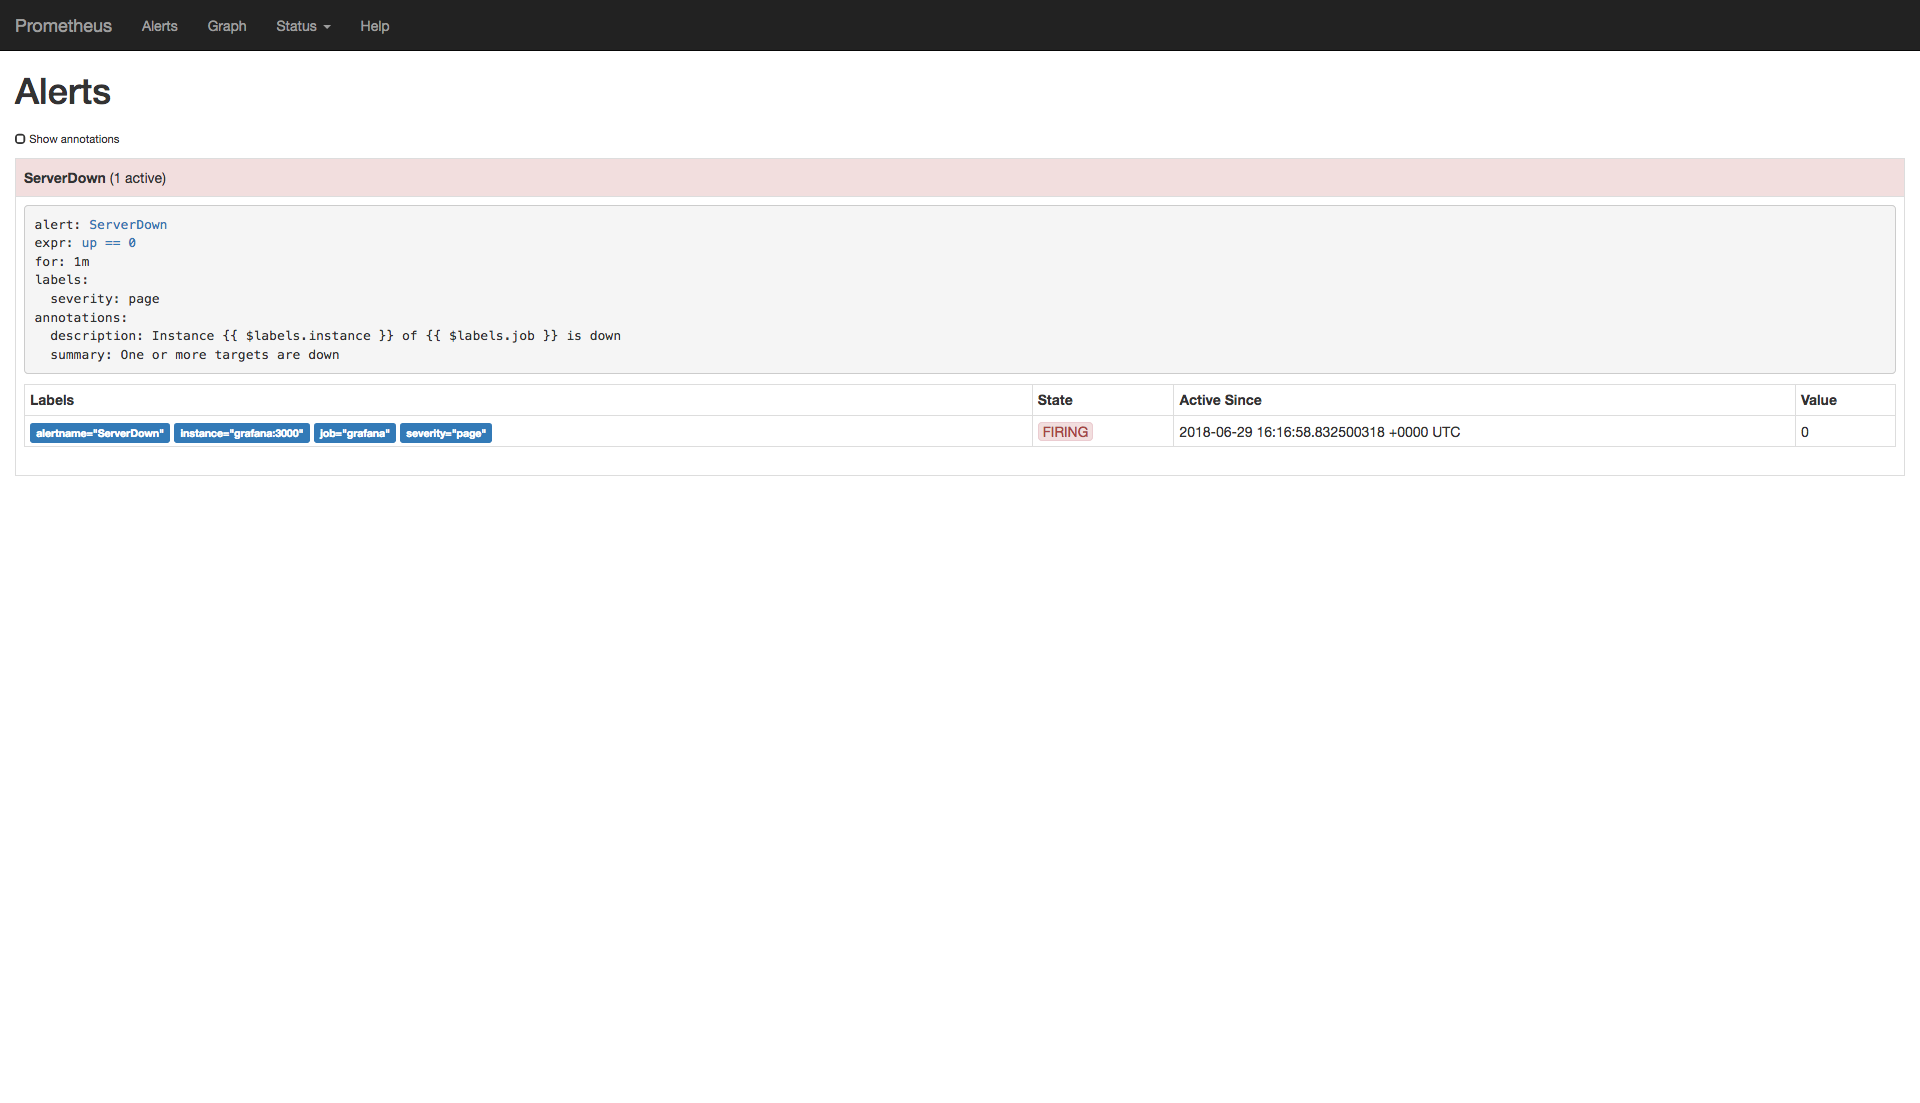 Prometheus Alerts Graph Status Help
Alerts
Show annotations
ServerDown (1 active)
alert: ServerDown
expr: up == 0
for: 1m
labels:
  severity: page
annotations:
  description: Instance {{ $labels.instance }} of {{ $labels.job }} is down
  summary: One or more targets are down
Labels State Active Since Value
alertname="ServerDown" instance="grafana:3000" job="grafana" severity="page" FIRING 2018-06-29 16:16:58.832500318 +0000 UTC 0